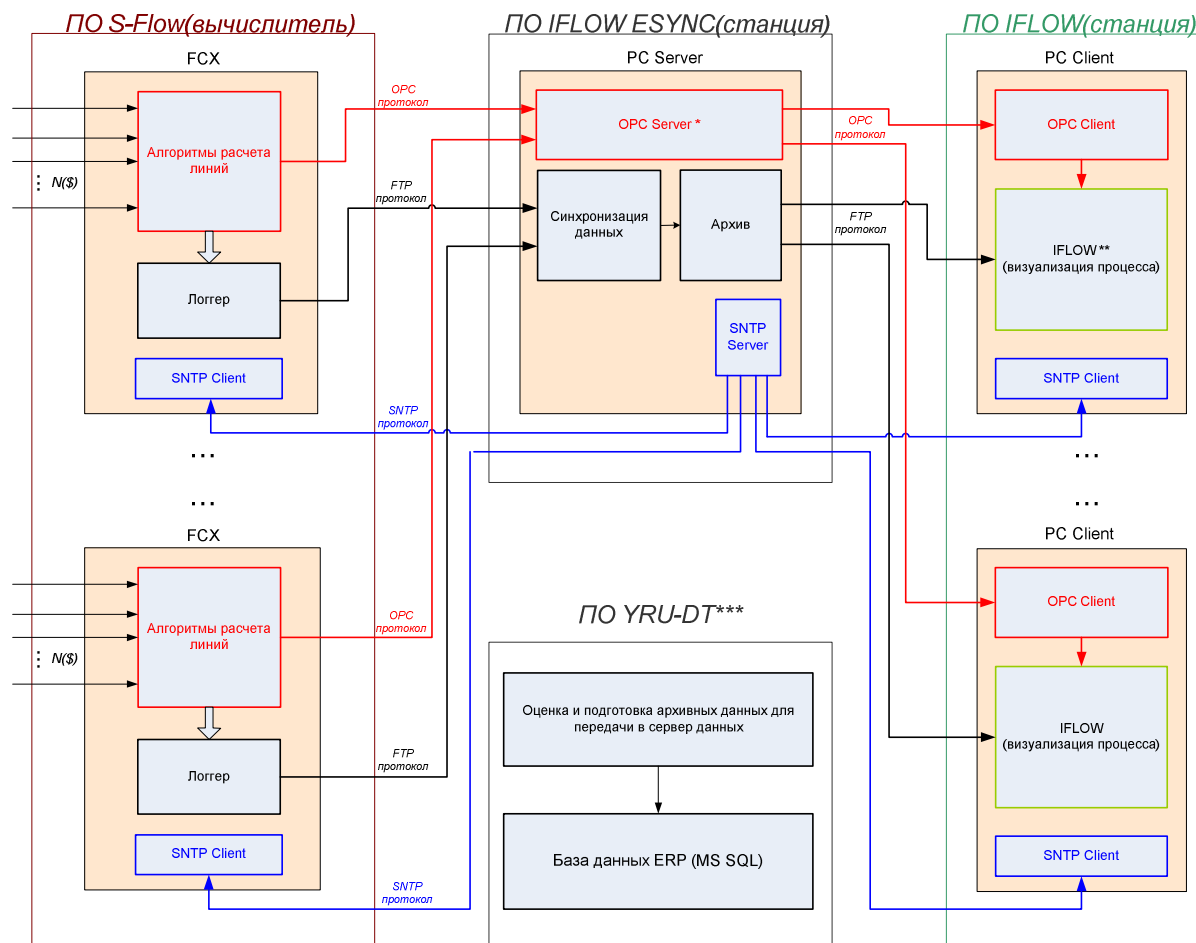 ПО S-Flow(вычислитель)
ПО IFLOW ESYNC(станция)
ПО IFLOW(станция)
FCX
PC Server
PC Client
Алгоритмы расчета
линий
⋮ N($)
Логгер
SNTP Client
OPC
протокол
FTP
протокол
SNTP
протокол
OPC Server *
Синхронизация
данных
Архив
SNTP
Server
OPC
протокол
FTP
протокол
OPC Client
IFLOW**
(визуализация процесса)
SNTP Client
...
...
...
...
FCX
Алгоритмы расчета
линий
⋮ N($)
Логгер
SNTP Client
OPC
протокол
FTP
протокол
SNTP
протокол
ПО YRU-DT***
Оценка и подготовка архивных данных для
передачи в сервер данных
База данных ERP (MS SQL)
PC Client
OPC Client
IFLOW
(визуализация процесса)
SNTP Client